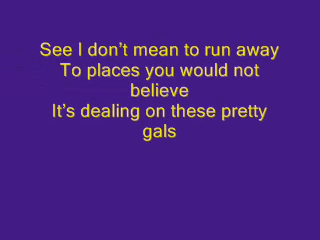 See I don't mean to run away
To places you would not
believe
It's dealing on these pretty
gals